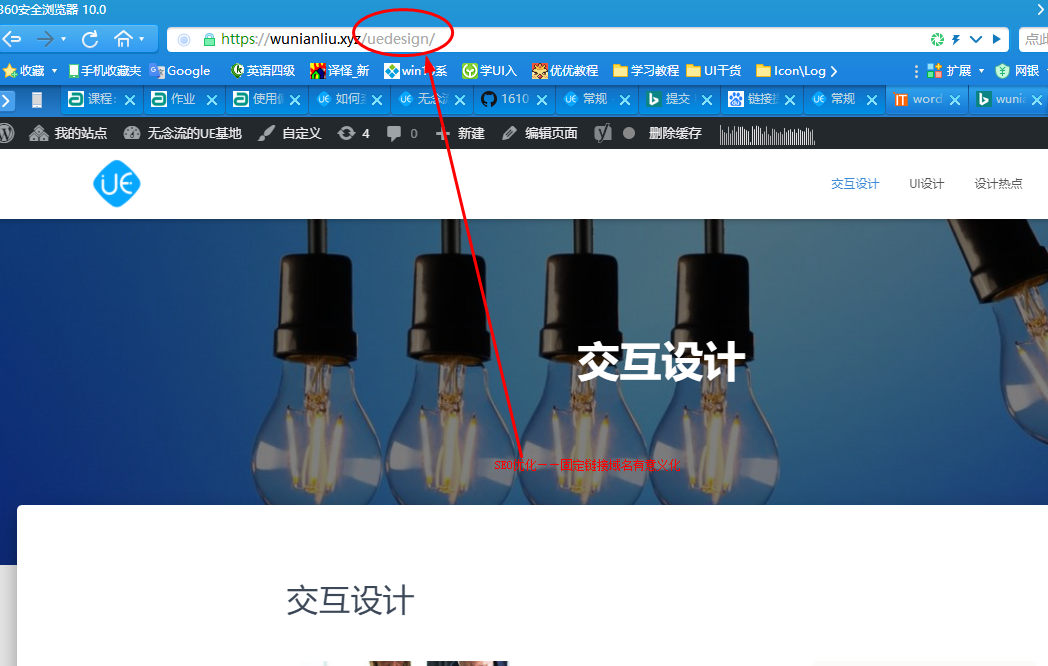 360安全浏览器 10.0
https://wunianliu.xyz/uedesign/
点此
收藏 手机收藏夹 Google 英语四级 译怪_新 win1 系 学UI入 优优教程 学习教程 UI干货 Icon\Log 扩展 网银
课程: 作业 使用 如何 无念 1610 常规 提交 链接 常规 word wunia
我的站点 无念流的UE基地 自定义 4 0 新建 编辑页面 删除缓存
UE 交互设计 UI设计 设计热点
交互设计
SEO优化——固定链接域名有意义化
交互设计